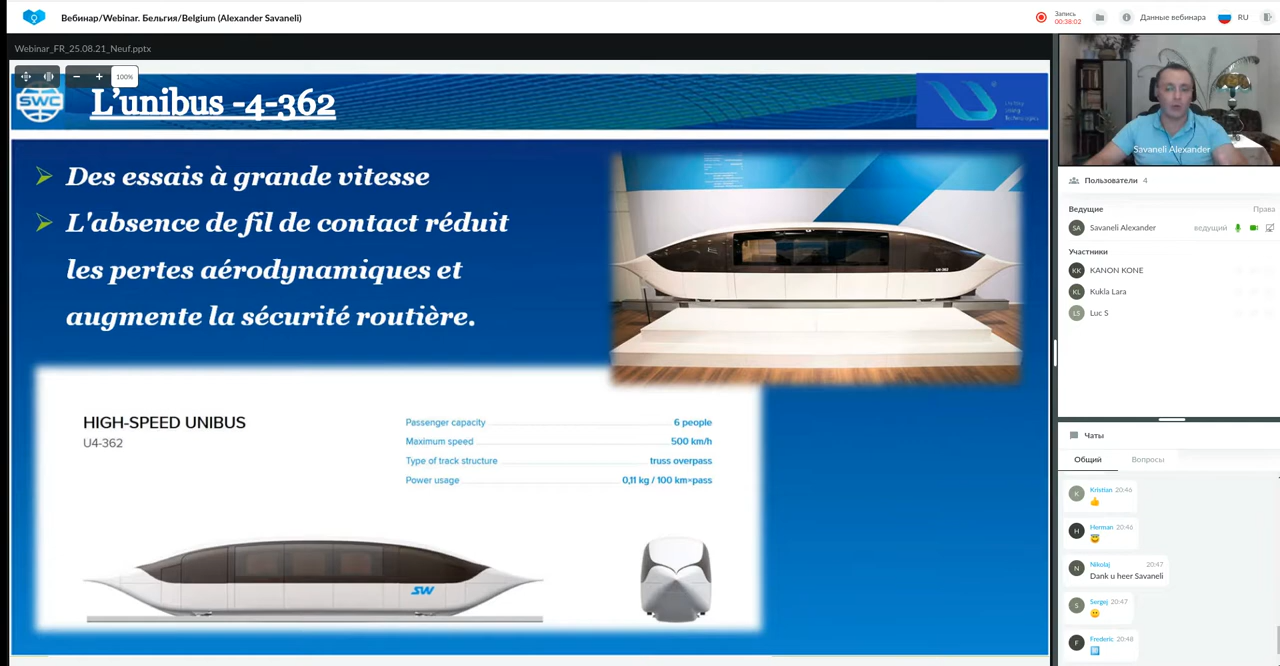 Вебинар/Webinar. Бельгия/Belgium (Alexander Savaneli)
Запись
00:38:02
Данные вебинара
RU
Webinar_FR_25.08.21_Neuf.pptx
100%
SWC
L'unibus -4-362
Unitsky
String
Technologies
Des essais à grande vitesse
L'absence de fil de contact réduit
les pertes aérodynamiques et
augmente la sécurité routière.
U4-362
HIGH-SPEED UNIBUS
U4-362
Passenger capacity 6 people
Maximum speed 500 km/h
Type of track structure truss overpass
Power usage 0,11 kg / 100 km×pass
SW
Savaneli Alexander
Пользователи 4
Ведущие Права
SA Savaneli Alexander ведущий
Участники
KK KANON KONE
KL Kukla Lara
LS Luc S
Чаты
Общий Вопросы
K Kristian 20:46
H Herman 20:46
N Nikolaj 20:47
Dank u heer Savaneli
S Sergej 20:47
F Frederic 20:48